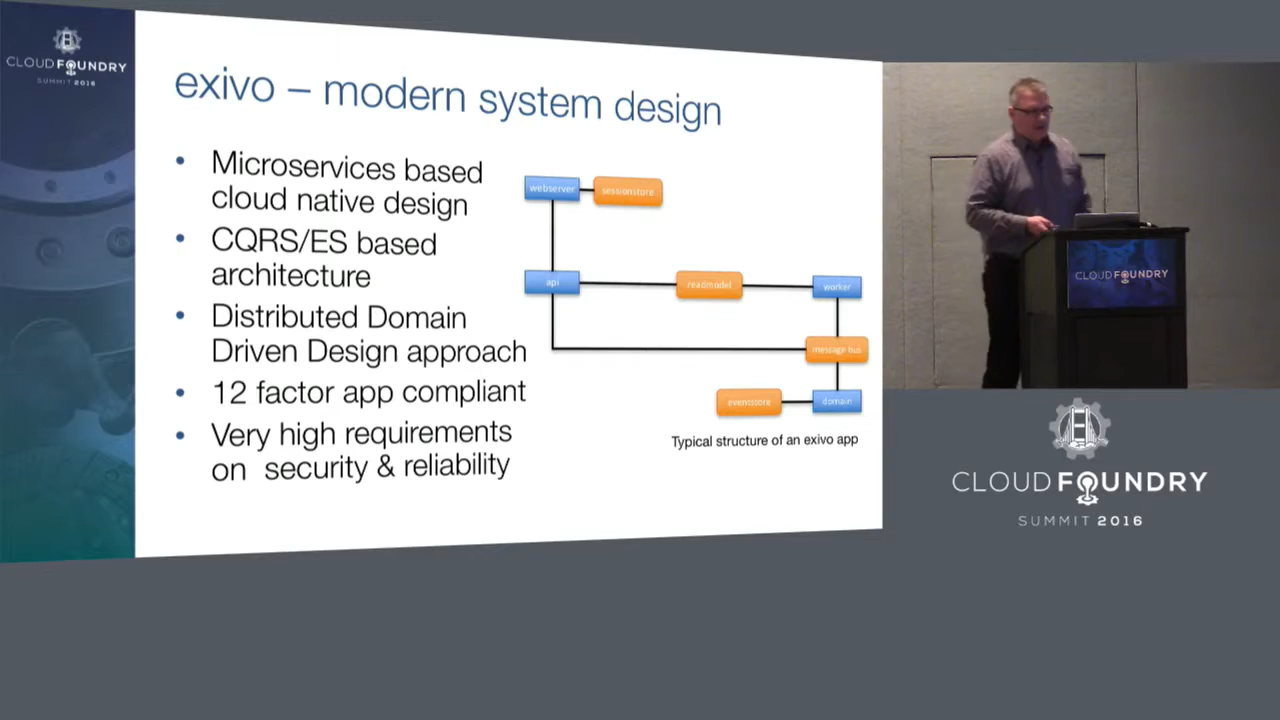 CLOUD FOUNDRY
SUMMIT 2016
exivo – modern system design
• Microservices based
cloud native design
• CQRS/ES based
architecture
• Distributed Domain
Driven Design approach
• 12 factor app compliant
• Very high requirements
on security & reliability
webserver
sessionstore
api
readmodel
worker
message bus
eventstore
domain
Typical structure of an exivo app
CLOUD FOUNDRY
CLOUD FOUNDRY
SUMMIT 2016